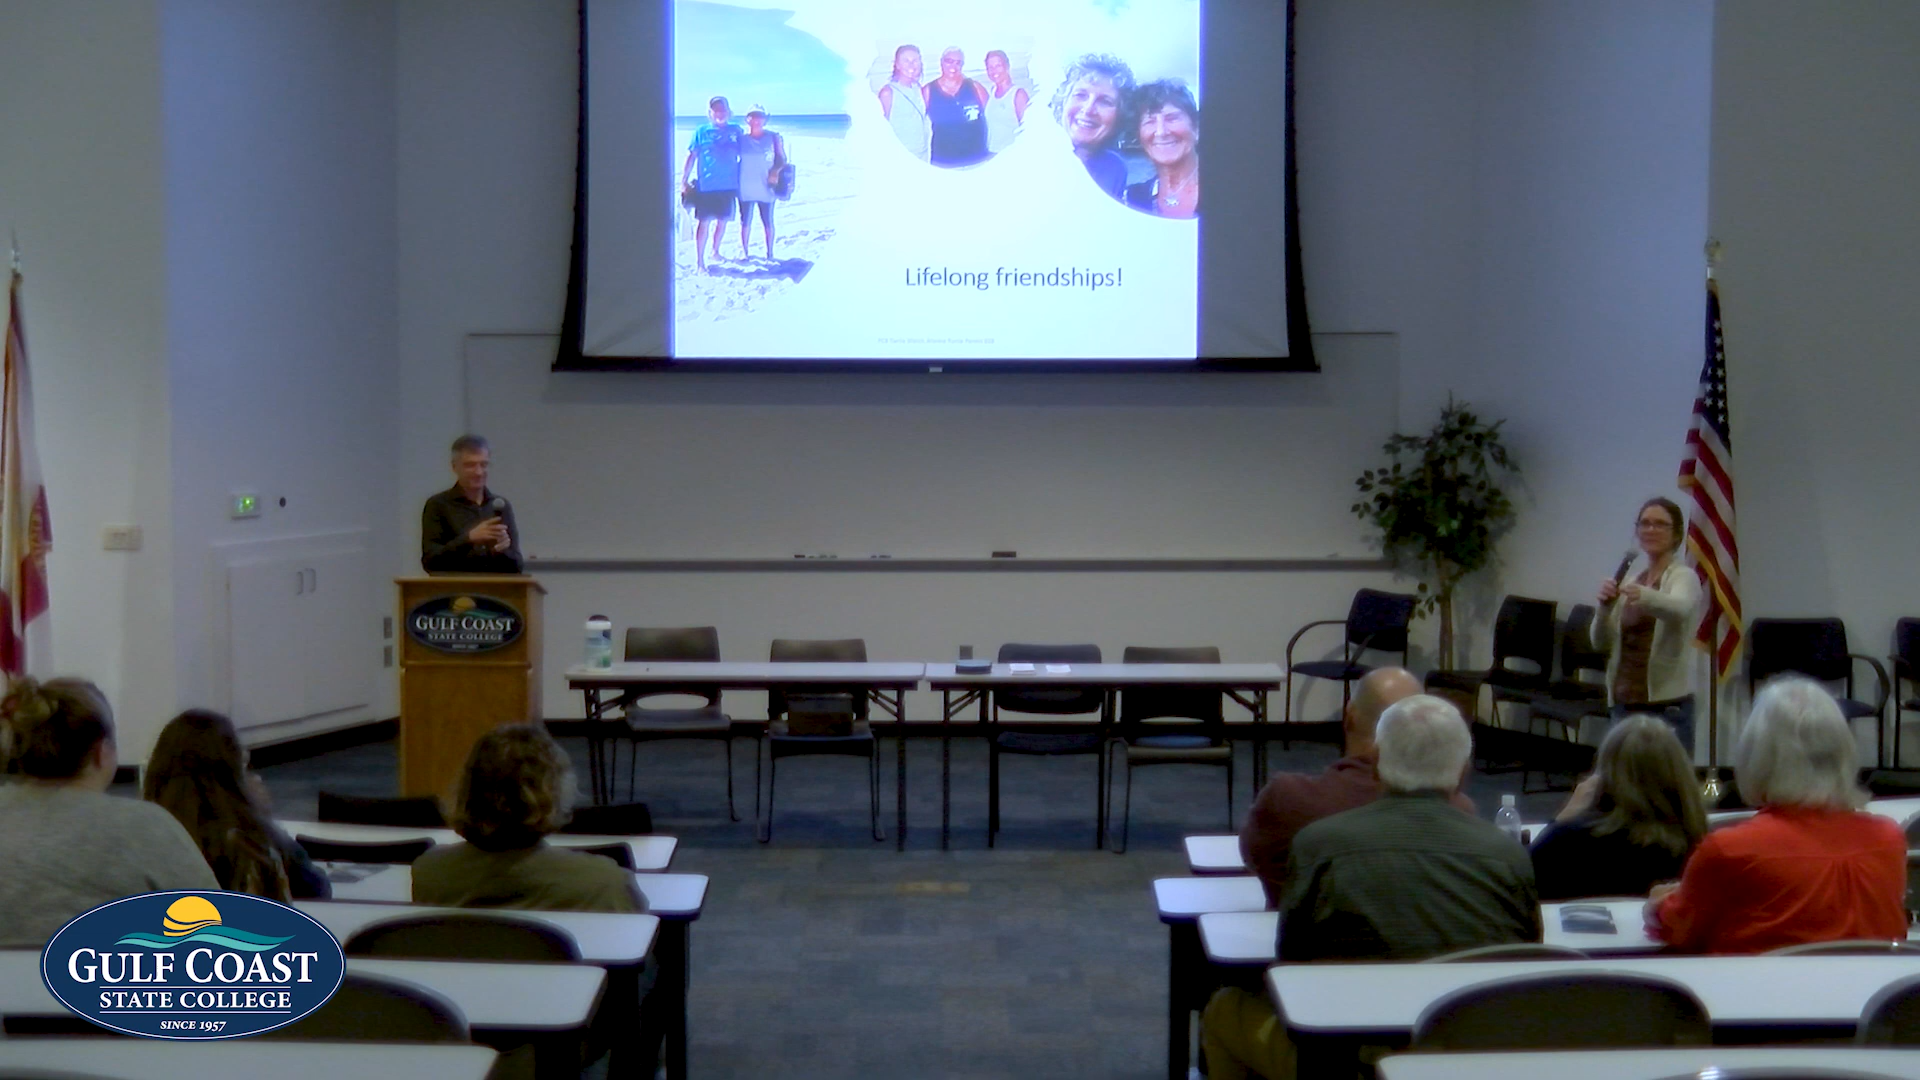 Lifelong friendships!
GULF COAST
STATE COLLEGE
GULF COAST
STATE COLLEGE
SINCE 1957